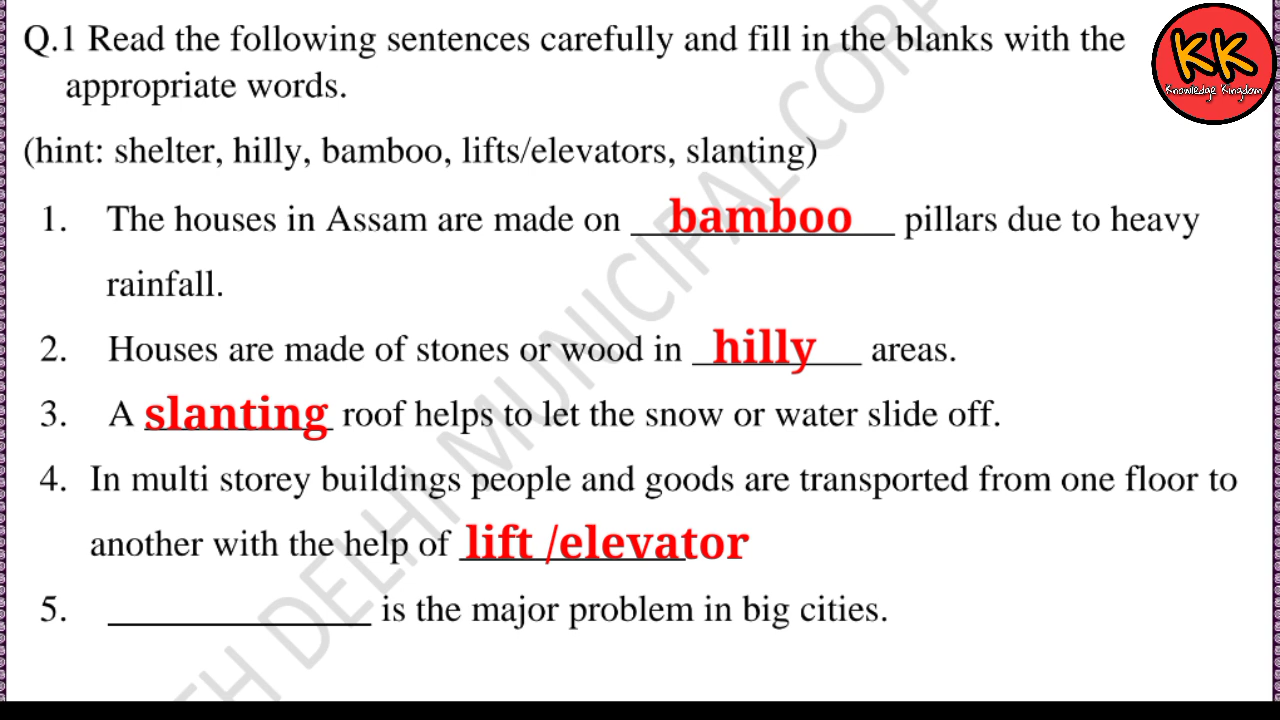 Q.1 Read the following sentences carefully and fill in the blanks with the
appropriate words.
KK
Knowledge Kingdom
(hint: shelter, hilly, bamboo, lifts/elevators, slanting)
1. The houses in Assam are made on bamboo pillars due to heavy
rainfall.
2. Houses are made of stones or wood in hilly areas.
3. A slanting roof helps to let the snow or water slide off.
4. In multi storey buildings people and goods are transported from one floor to
another with the help of lift /elevator
5. ______________ is the major problem in big cities.
TH DELHI MUNICIPAL CORP